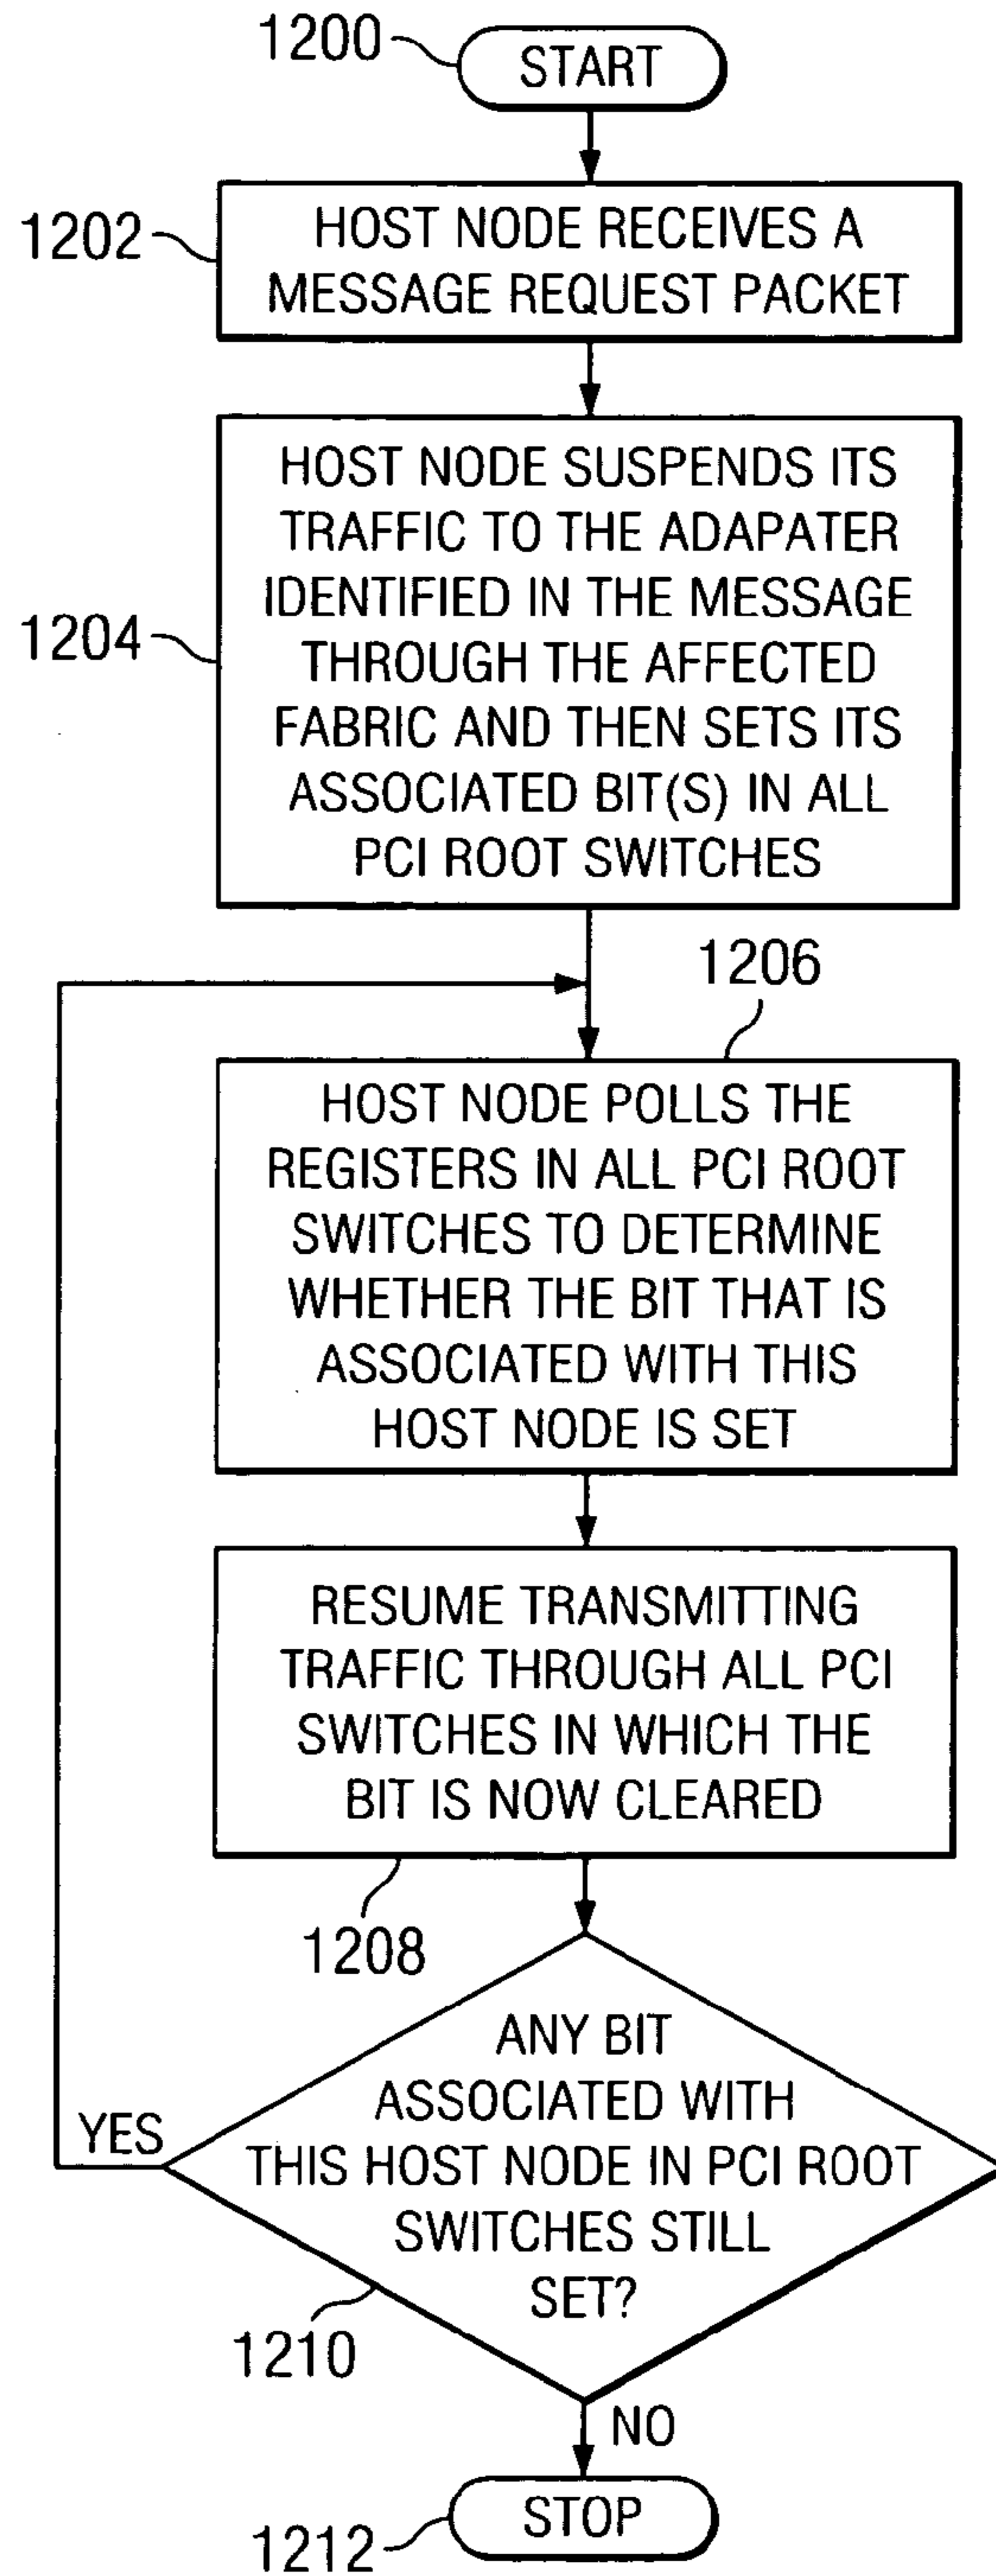 1200
START
1202
HOST NODE RECEIVES A
MESSAGE REQUEST PACKET
1204
HOST NODE SUSPENDS ITS
TRAFFIC TO THE ADAPATER
IDENTIFIED IN THE MESSAGE
THROUGH THE AFFECTED
FABRIC AND THEN SETS ITS
ASSOCIATED BIT(S) IN ALL
PCI ROOT SWITCHES
1206
HOST NODE POLLS THE
REGISTERS IN ALL PCI ROOT
SWITCHES TO DETERMINE
WHETHER THE BIT THAT IS
ASSOCIATED WITH THIS
HOST NODE IS SET
RESUME TRANSMITTING
TRAFFIC THROUGH ALL PCI
SWITCHES IN WHICH THE
BIT IS NOW CLEARED
1208
ANY BIT
ASSOCIATED WITH
THIS HOST NODE IN PCI ROOT
SWITCHES STILL
SET?
YES
1210
NO
STOP
1212